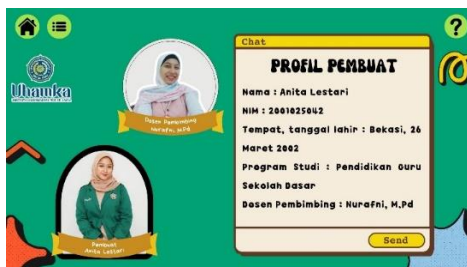 ?
Uhamka
Dosen Pembimbing
Nurafni, M.Pd
Pembuat
Anita Lestari
Chat
PROFIL PEMBUAT
Nama : Anita Lestari
NIM : 2001025042
Tempat, tanggal lahir : Bekasi, 26
Maret 2002
Program Studi : Pendidikan Guru
Sekolah Dasar
Dosen Pembimbing : Nurafni, M.Pd
Send